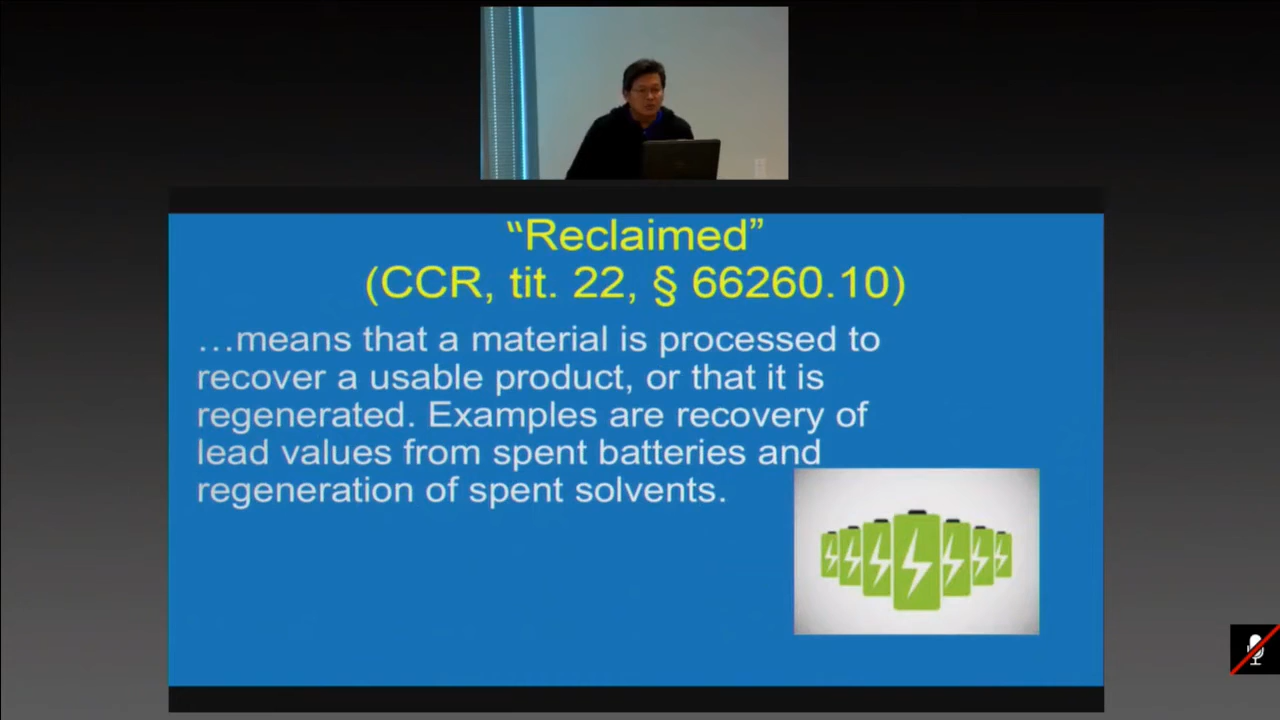 “Reclaimed”
(CCR, tit. 22, § 66260.10)
…means that a material is processed to
recover a usable product, or that it is
regenerated. Examples are recovery of
lead values from spent batteries and
regeneration of spent solvents.